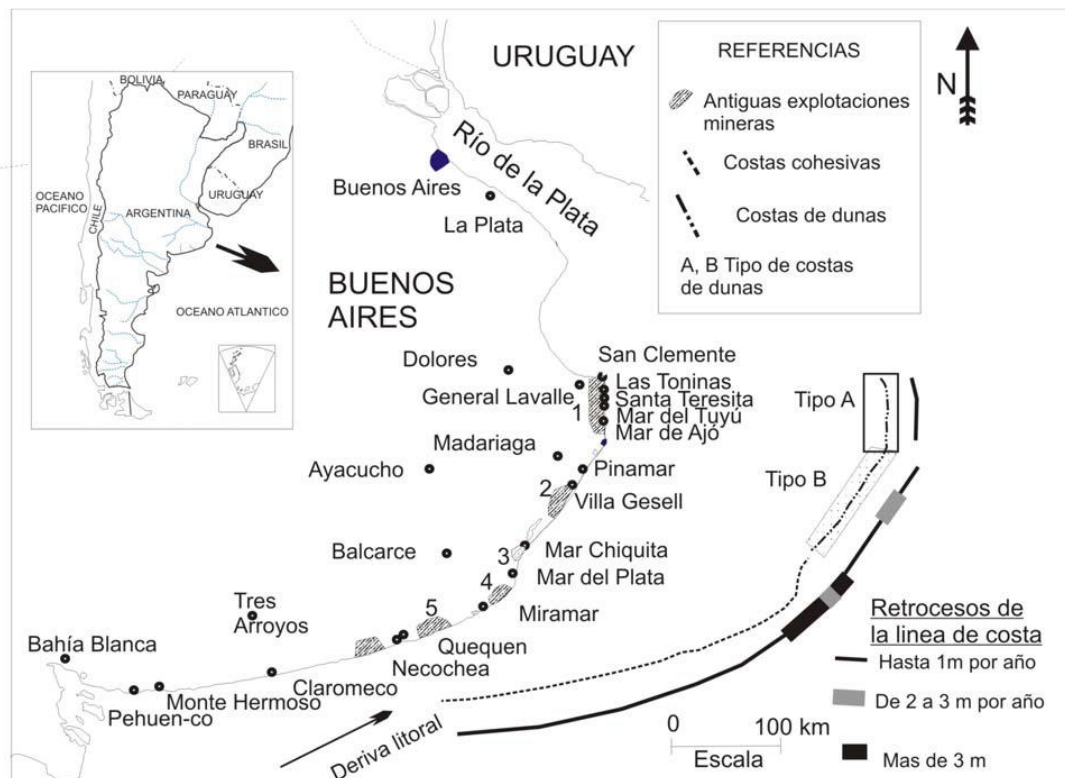 BOLIVIA
PARAGUAY
BRASIL
OCEANO
PACIFICO
CHILE
URUGUAY
ARGENTINA
OCEANO ATLANTICO
URUGUAY
Río de la Plata
Buenos Aires
La Plata
BUENOS
AIRES
REFERENCIAS
Antiguas explotaciones
mineras
Costas cohesivas
Costas de dunas
A, B Tipo de costas
de dunas
N
Dolores
San Clemente
General Lavalle
Las Toninas
Santa Teresita
1
Mar del Tuyú
Mar de Ajó
Madariaga
Ayacucho
Pinamar
2
Villa Gesell
Balcarce
3
Mar Chiquita
4
Mar del Plata
Miramar
Tres
Arroyos
5
Quequen
Necochea
Bahía Blanca
Claromeco
Monte Hermoso
Pehuen-co
Deriva litoral
Tipo A
Tipo B
0
100 km
Escala
Retrocesos de
la linea de costa
Hasta 1m por año
De 2 a 3 m por año
Mas de 3 m